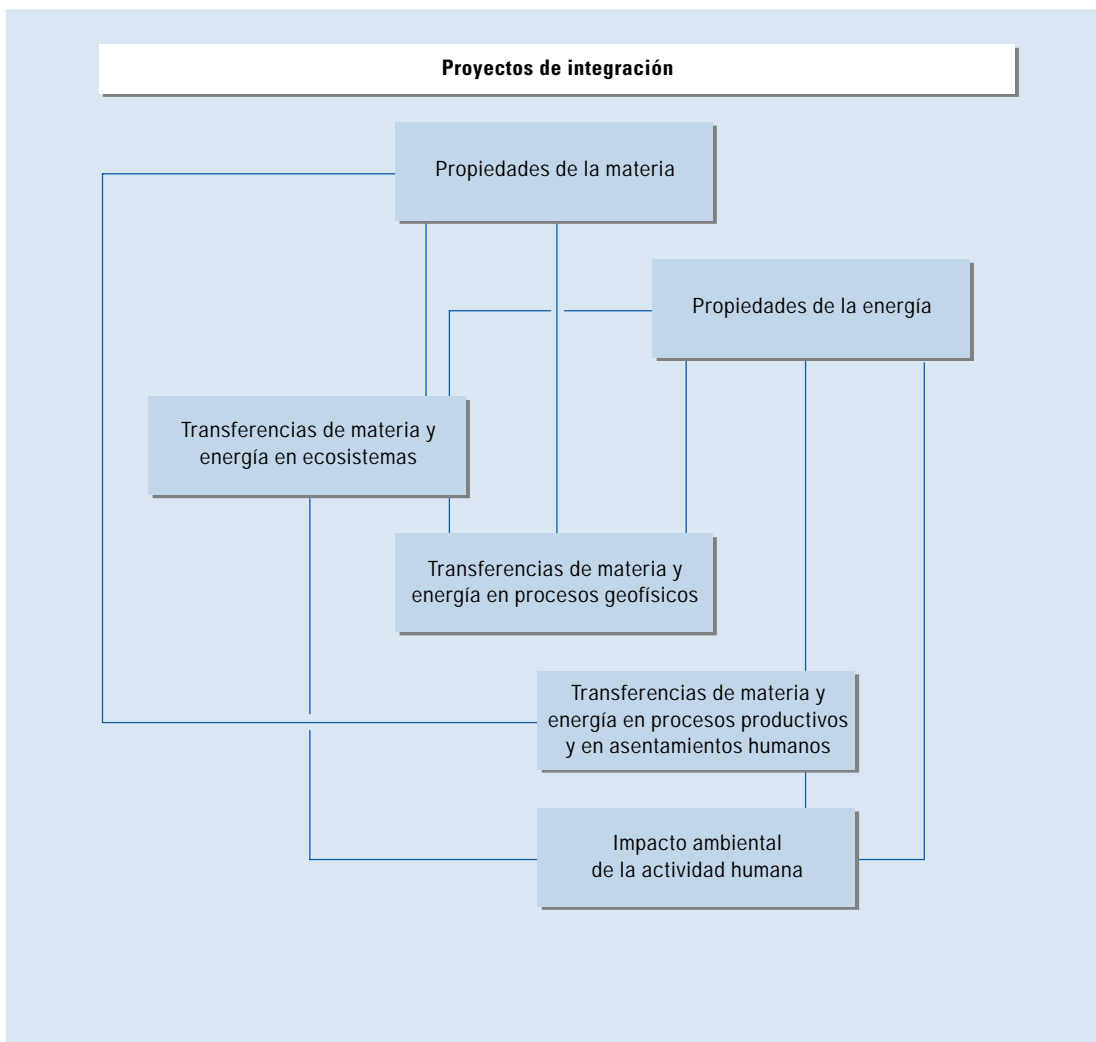 Proyectos de integración
Propiedades de la materia
Propiedades de la energía
Transferencias de materia y
energía en ecosistemas
Transferencias de materia y
energía en procesos geofísicos
Transferencias de materia y
energía en procesos productivos
y en asentamientos humanos
Impacto ambiental
de la actividad humana